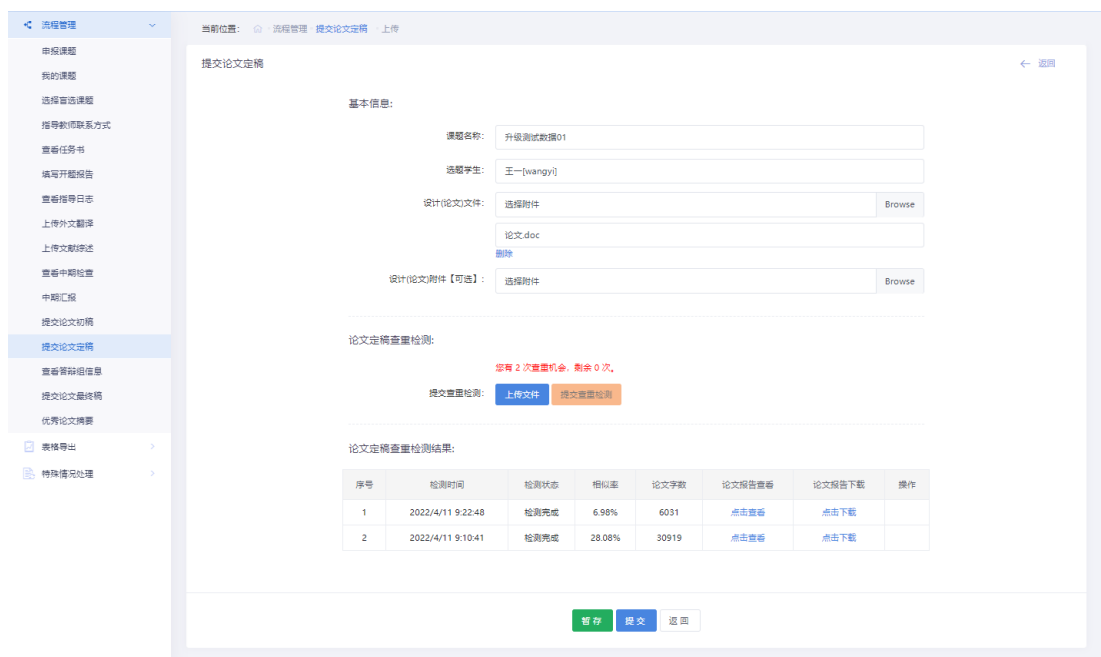 流程管理
申报课题
我的课题
选择盲选课题
指导教师联系方式
查看任务书
填写开题报告
查看指导日志
上传外文翻译
上传文献综述
查看中期检查
中期汇报
提交论文初稿
提交论文定稿
查看答辩组信息
提交论文最终稿
优秀论文摘要
表格导出
特殊情况处理
当前位置: 流程管理 提交论文定稿 上传
提交论文定稿 ← 返回
基本信息:
课题名称: 升级测试数据01
选题学生: 王一[wangyi]
设计(论文)文件: 选择附件 Browse
论文.doc
删除
设计(论文)附件【可选】: 选择附件 Browse
论文定稿查重检测:
您有 2 次查重机会, 剩余 0 次。
提交查重检测: 上传文件 提交查重检测
论文定稿查重检测结果:
序号 检测时间 检测状态 相似率 论文字数 论文报告查看 论文报告下载 操作
1 2022/4/11 9:22:48 检测完成 6.98% 6031 点击查看 点击下载
2 2022/4/11 9:10:41 检测完成 28.08% 30919 点击查看 点击下载
暂存 提交 返回